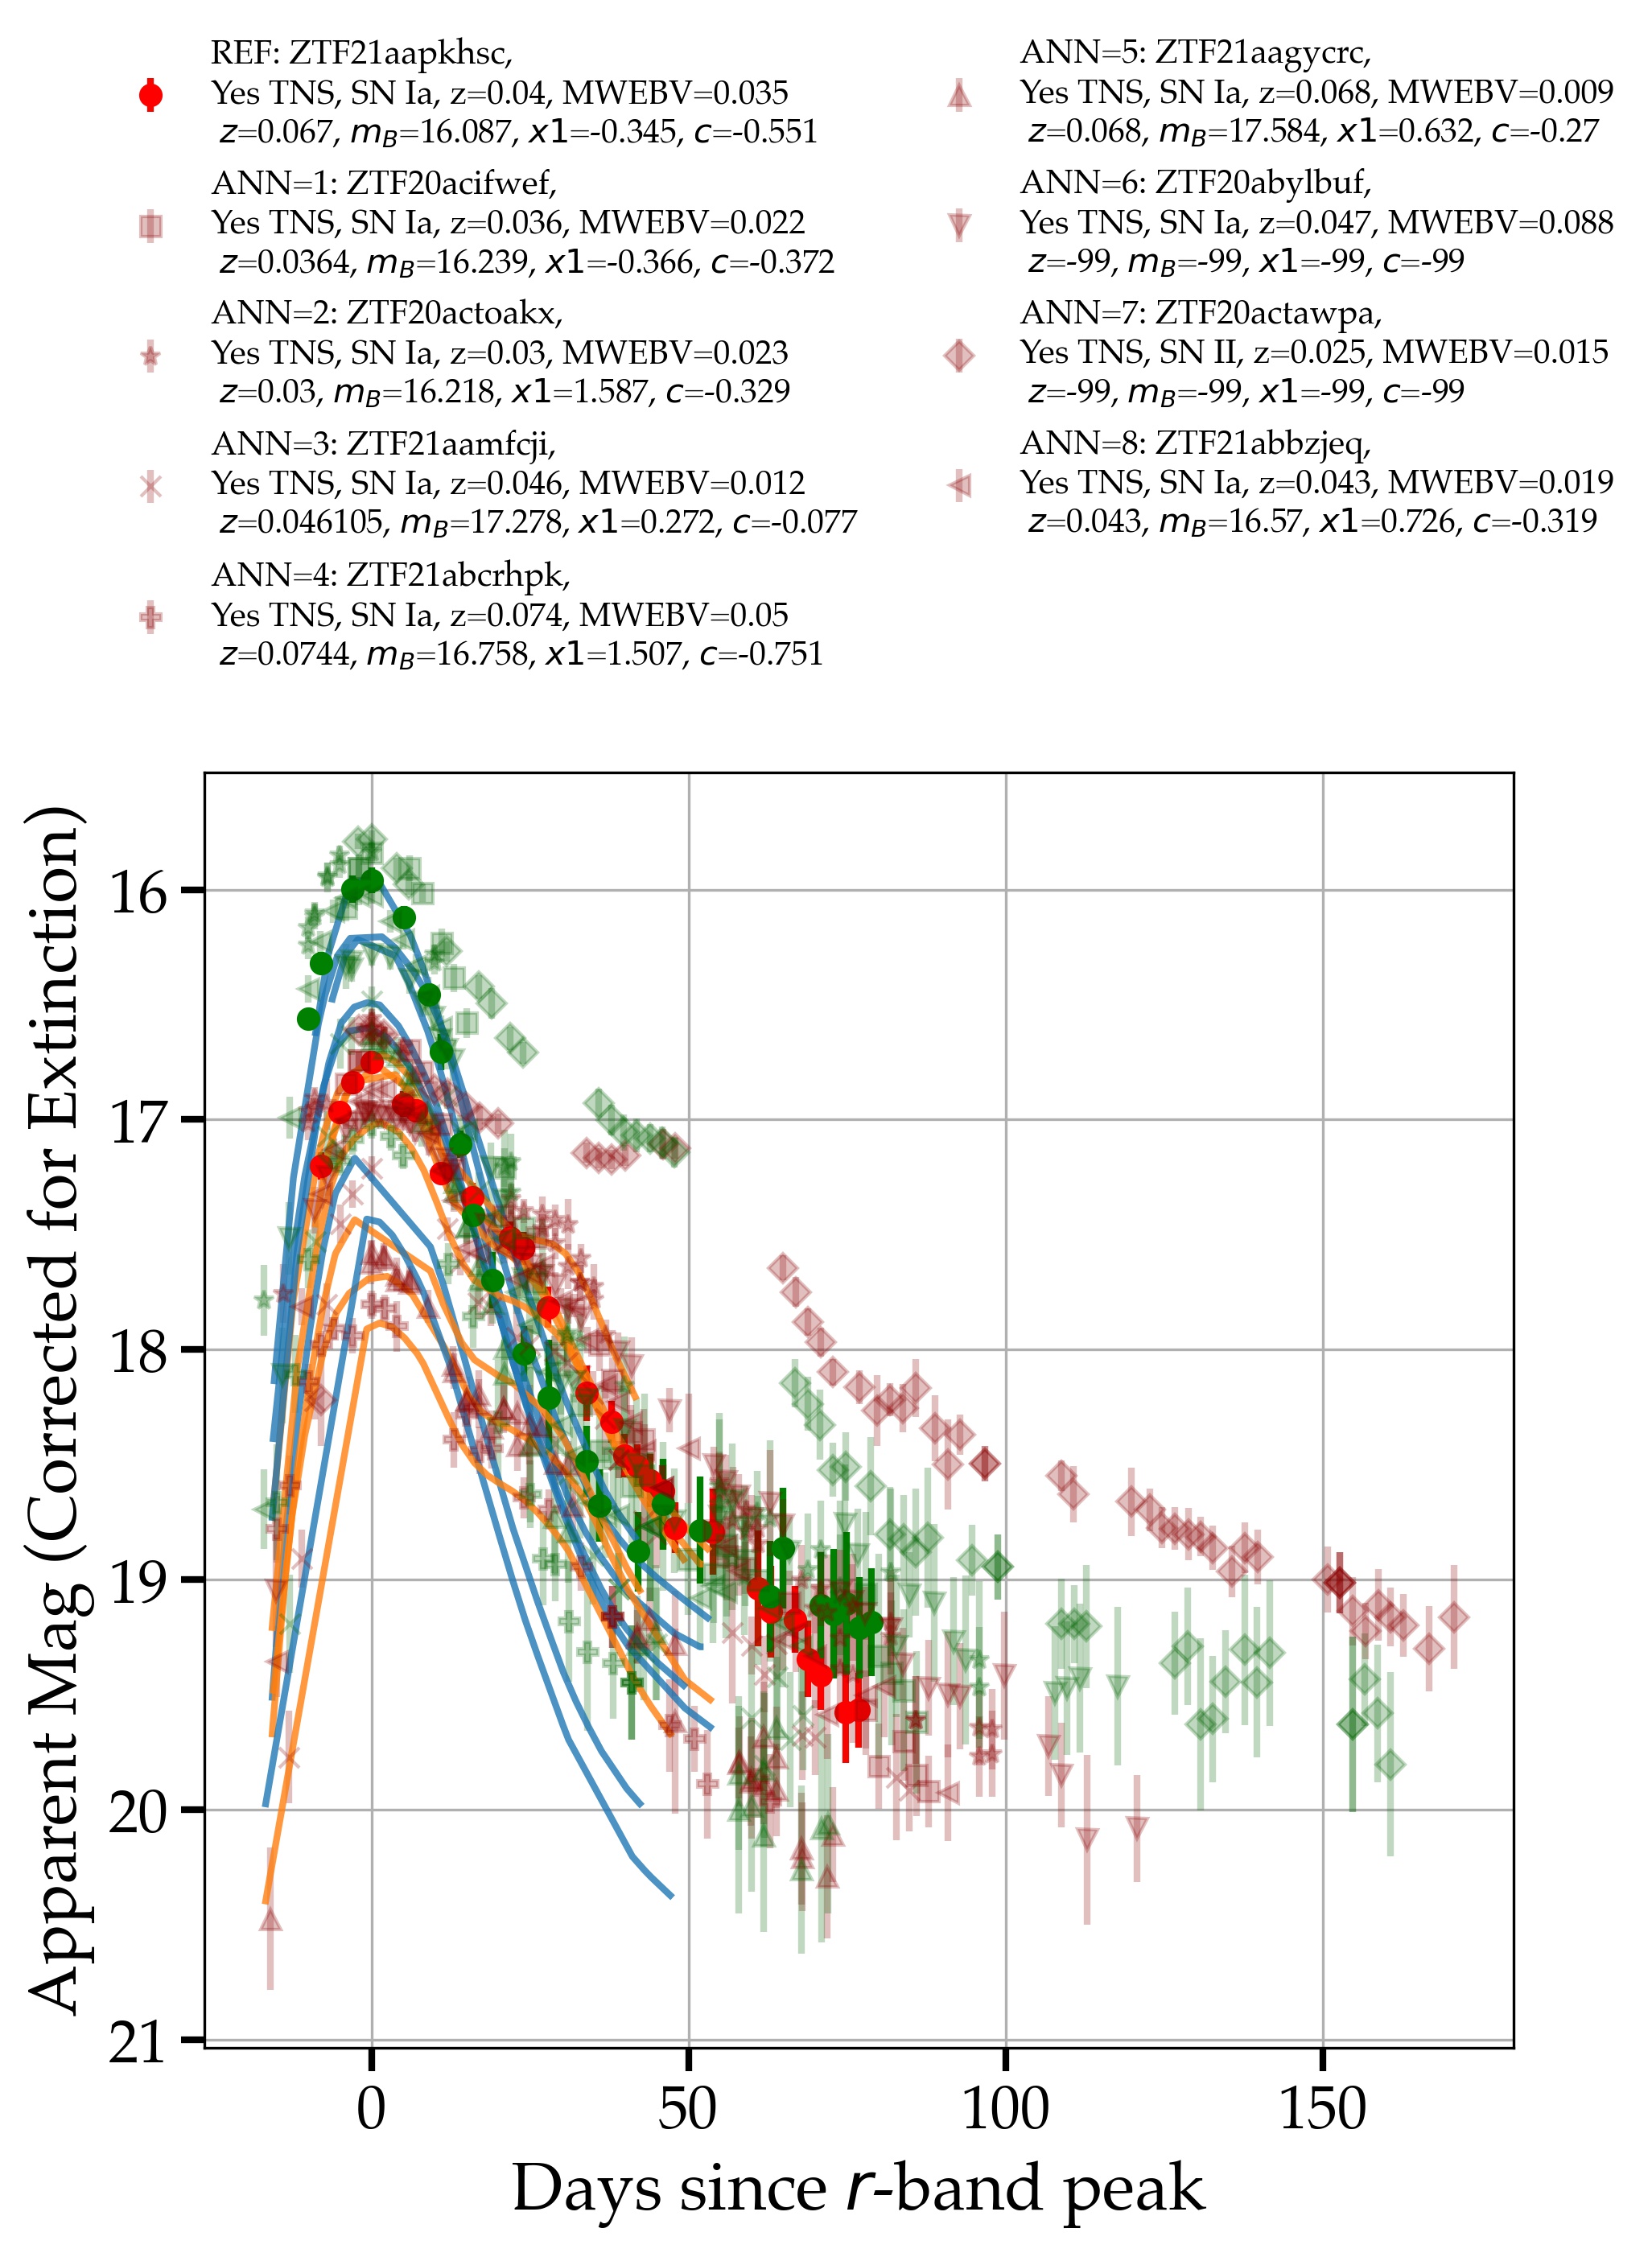 REF: ZTF21aapkhsc,
Yes TNS, SN Ia, z=0.04, MWEBV=0.035
z=0.067, m_B=16.087, x1=-0.345, c=-0.551
ANN=1: ZTF20acifwef,
Yes TNS, SN Ia, z=0.036, MWEBV=0.022
z=0.0364, m_B=16.239, x1=-0.366, c=-0.372
ANN=2: ZTF20actoakx,
Yes TNS, SN Ia, z=0.03, MWEBV=0.023
z=0.03, m_B=16.218, x1=1.587, c=-0.329
ANN=3: ZTF21aamfcji,
Yes TNS, SN Ia, z=0.046, MWEBV=0.012
z=0.046105, m_B=17.278, x1=0.272, c=-0.077
ANN=4: ZTF21abcrhpk,
Yes TNS, SN Ia, z=0.074, MWEBV=0.05
z=0.0744, m_B=16.758, x1=1.507, c=-0.751
ANN=5: ZTF21aagycrc,
Yes TNS, SN Ia, z=0.068, MWEBV=0.009
z=0.068, m_B=17.584, x1=0.632, c=-0.27
ANN=6: ZTF20abylbuf,
Yes TNS, SN Ia, z=0.047, MWEBV=0.088
z=-99, m_B=-99, x1=-99, c=-99
ANN=7: ZTF20actawpa,
Yes TNS, SN II, z=0.025, MWEBV=0.015
z=-99, m_B=-99, x1=-99, c=-99
ANN=8: ZTF21abbzjeq,
Yes TNS, SN Ia, z=0.043, MWEBV=0.019
z=0.043, m_B=16.57, x1=0.726, c=-0.319
Apparent Mag (Corrected for Extinction)
16
17
18
19
20
21
0
50
100
150
Days since r-band peak